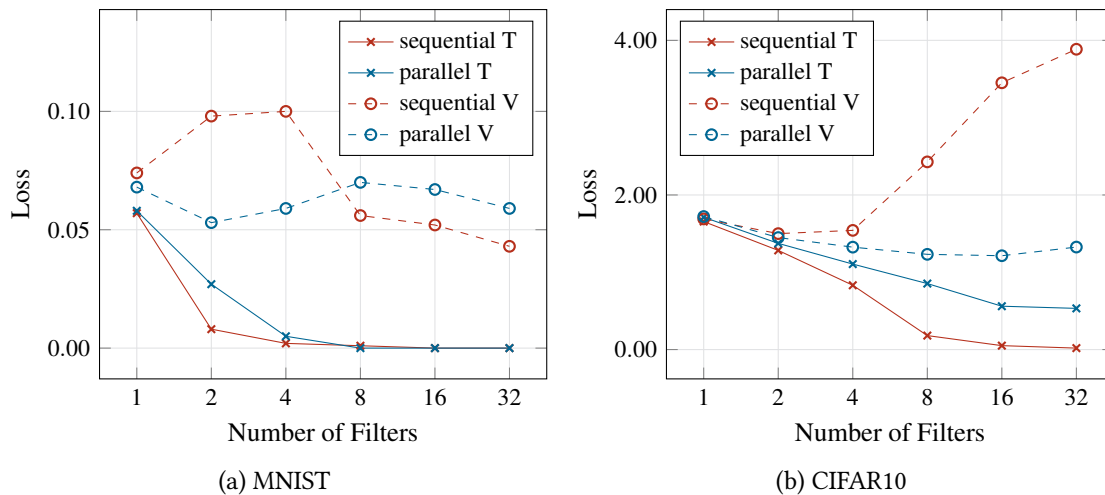 sequential T
parallel T
sequential V
parallel V
0.10
0.05
0.00
Loss
1 2 4 8 16 32
Number of Filters
(a) MNIST
sequential T
parallel T
sequential V
parallel V
4.00
2.00
0.00
Loss
1 2 4 8 16 32
Number of Filters
(b) CIFAR10